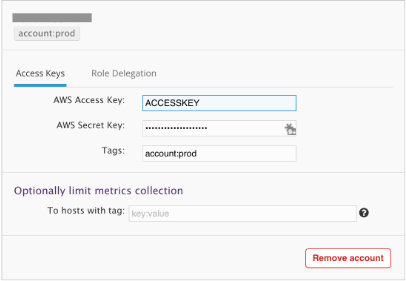 account:prod
Access Keys Role Delegation
AWS Access Key: ACCESSKEY
AWS Secret Key: ••••••••••••••••••••
Tags: account:prod
Optionally limit metrics collection
To hosts with tag: key:value ?
Remove account